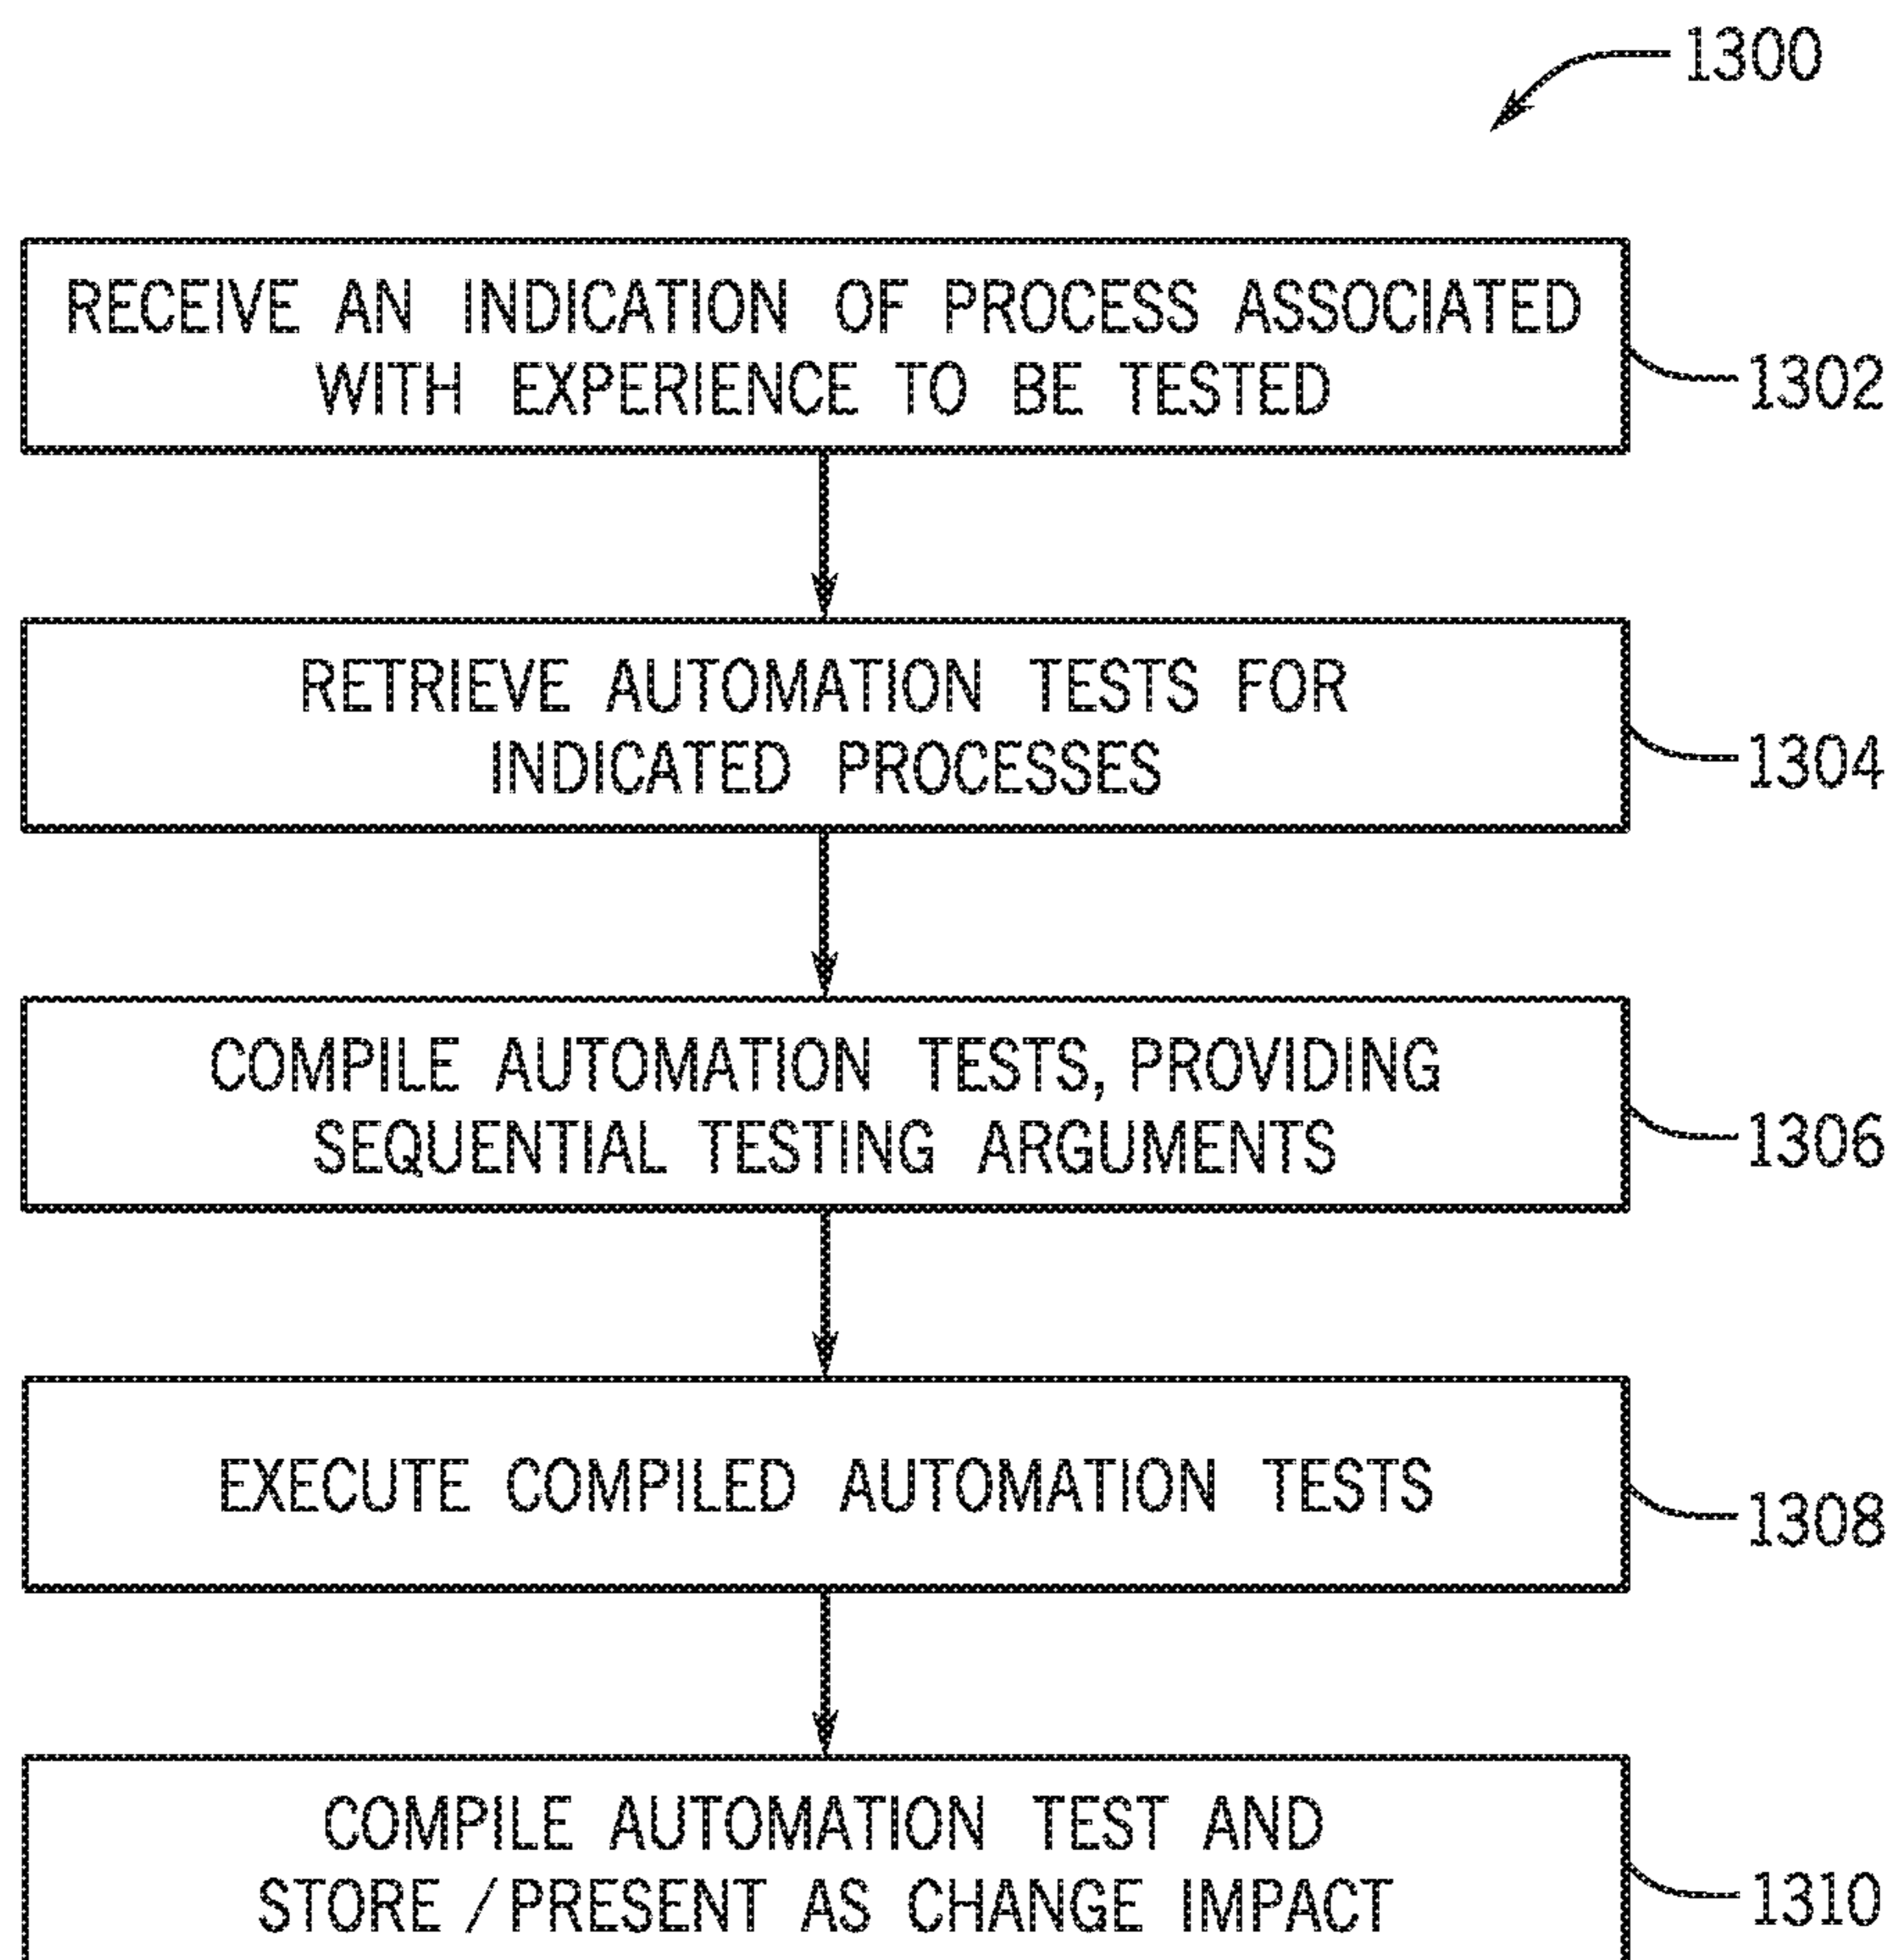 1300
RECEIVE AN INDICATION OF PROCESS ASSOCIATED
WITH EXPERIENCE TO BE TESTED
1302
RETRIEVE AUTOMATION TESTS FOR
INDICATED PROCESSES
1304
COMPILE AUTOMATION TESTS, PROVIDING
SEQUENTIAL TESTING ARGUMENTS
1306
EXECUTE COMPILED AUTOMATION TESTS
1308
COMPILE AUTOMATION TEST AND
STORE / PRESENT AS CHANGE IMPACT
1310